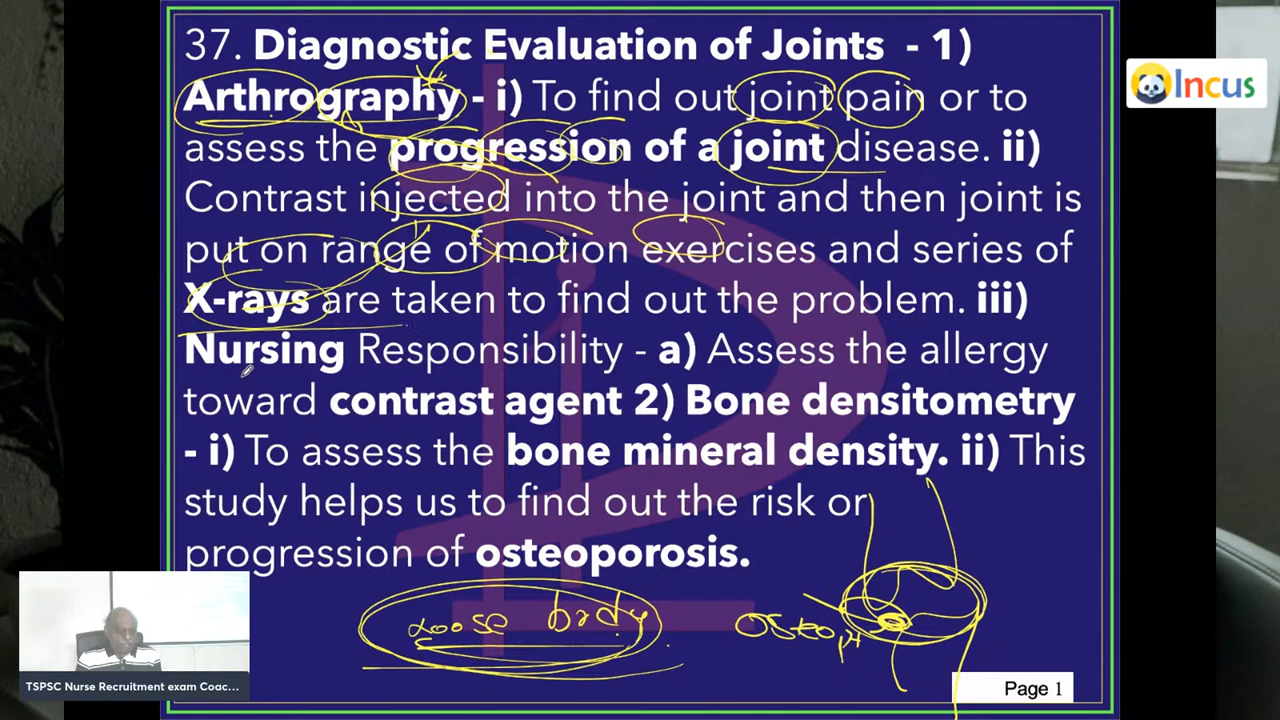 37. Diagnostic Evaluation of Joints - 1)
Arthrography - i) To find out joint pain or to
assess the progression of a joint disease. ii)
Contrast injected into the joint and then joint is
put on range of motion exercises and series of
X-rays are taken to find out the problem. iii)
Nursing Responsibility - a) Assess the allergy
toward contrast agent 2) Bone densitometry
- i) To assess the bone mineral density. ii) This
study helps us to find out the risk or
progression of osteoporosis.
Loose body
Page 1
Incus
TSPSC Nurse Recruitment exam Coac...